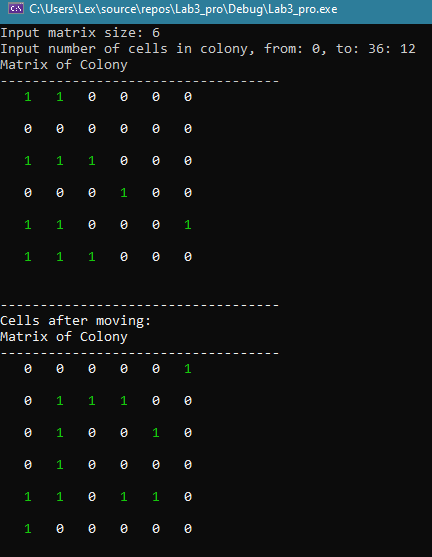 C:\Users\Lex\source\repos\Lab3_pro\Debug\Lab3_pro.exe
Input matrix size: 6
Input number of cells in colony, from: 0, to: 36: 12
Matrix of Colony
-----------------------------------
1 1 0 0 0 0
0 0 0 0 0 0
1 1 1 0 0 0
0 0 0 1 0 0
1 1 0 0 0 1
1 1 1 0 0 0
-----------------------------------
Cells after moving:
Matrix of Colony
-----------------------------------
0 0 0 0 0 1
0 1 1 1 0 0
0 1 0 0 1 0
0 1 0 0 0 0
1 1 0 1 1 0
1 0 0 0 0 0